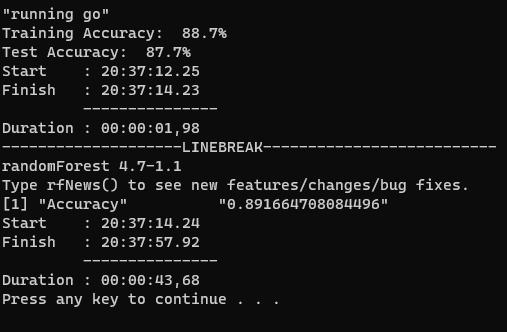 "running go"
Training Accuracy:  88.7%
Test Accuracy:  87.7%
Start    : 20:37:12.25
Finish   : 20:37:14.23
         ---------------
Duration : 00:00:01,98
--------------------LINEBREAK--------------------------
randomForest 4.7-1.1
Type rfNews() to see new features/changes/bug fixes.
[1] "Accuracy"          "0.891664708084496"
Start    : 20:37:14.24
Finish   : 20:37:57.92
         ---------------
Duration : 00:00:43,68
Press any key to continue . . .